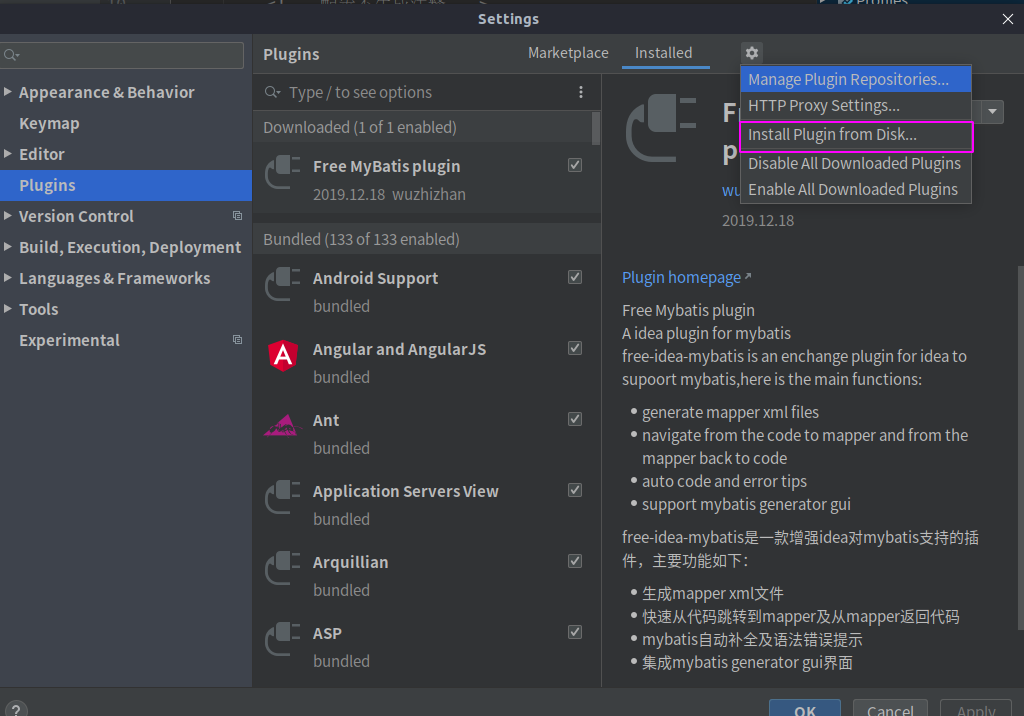 Settings
Plugins
Marketplace
Installed
Appearance & Behavior
Keymap
Editor
Plugins
Version Control
Build, Execution, Deployment
Languages & Frameworks
Tools
Experimental
Type / to see options
Downloaded (1 of 1 enabled)
Free MyBatis plugin
2019.12.18 wuzhizhan
Bundled (133 of 133 enabled)
Android Support
bundled
Angular and AngularJS
bundled
Ant
bundled
Application Servers View
bundled
Arquillian
bundled
ASP
bundled
Manage Plugin Repositories...
HTTP Proxy Settings...
Install Plugin from Disk...
Disable All Downloaded Plugins
Enable All Downloaded Plugins
2019.12.18
Plugin homepage
Free Mybatis plugin
A idea plugin for mybatis
free-idea-mybatis is an enchange plugin for idea to
supoort mybatis,here is the main functions:
generate mapper xml files
navigate from the code to mapper and from the
mapper back to code
auto code and error tips
support mybatis generator gui
free-idea-mybatis是一款增强idea对mybatis支持的插
件，主要功能如下：
生成mapper xml文件
快速从代码跳转到mapper及从mapper返回代码
mybatis自动补全及语法错误提示
集成mybatis generator gui界面
?
OK
Cancel
Apply